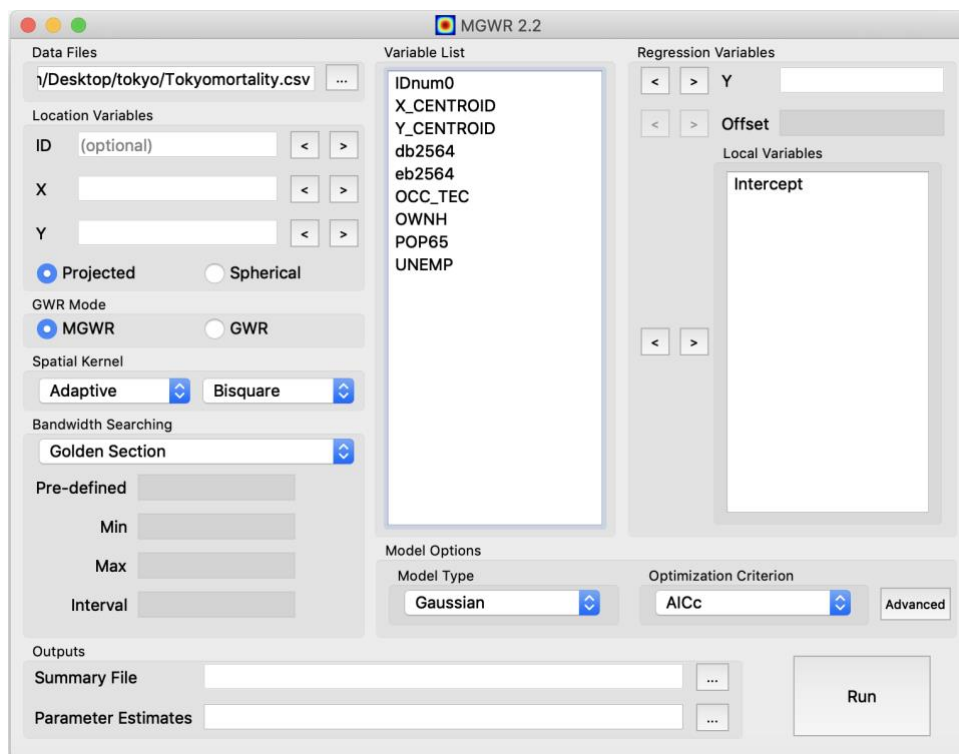 MGWR 2.2
Data Files
ı/Desktop/tokyo/Tokyomortality.csv ...
Location Variables
ID (optional) < >
X < >
Y < >
Projected Spherical
GWR Mode
MGWR GWR
Spatial Kernel
Adaptive Bisquare
Bandwidth Searching
Golden Section
Pre-defined
Min
Max
Interval
Variable List
IDnum0
X_CENTROID
Y_CENTROID
db2564
eb2564
OCC_TEC
OWNH
POP65
UNEMP
Regression Variables
< > Y
< > Offset
Local Variables
Intercept
< >
Model Options
Model Type
Gaussian
Optimization Criterion
AICc
Advanced
Outputs
Summary File ...
Parameter Estimates ...
Run